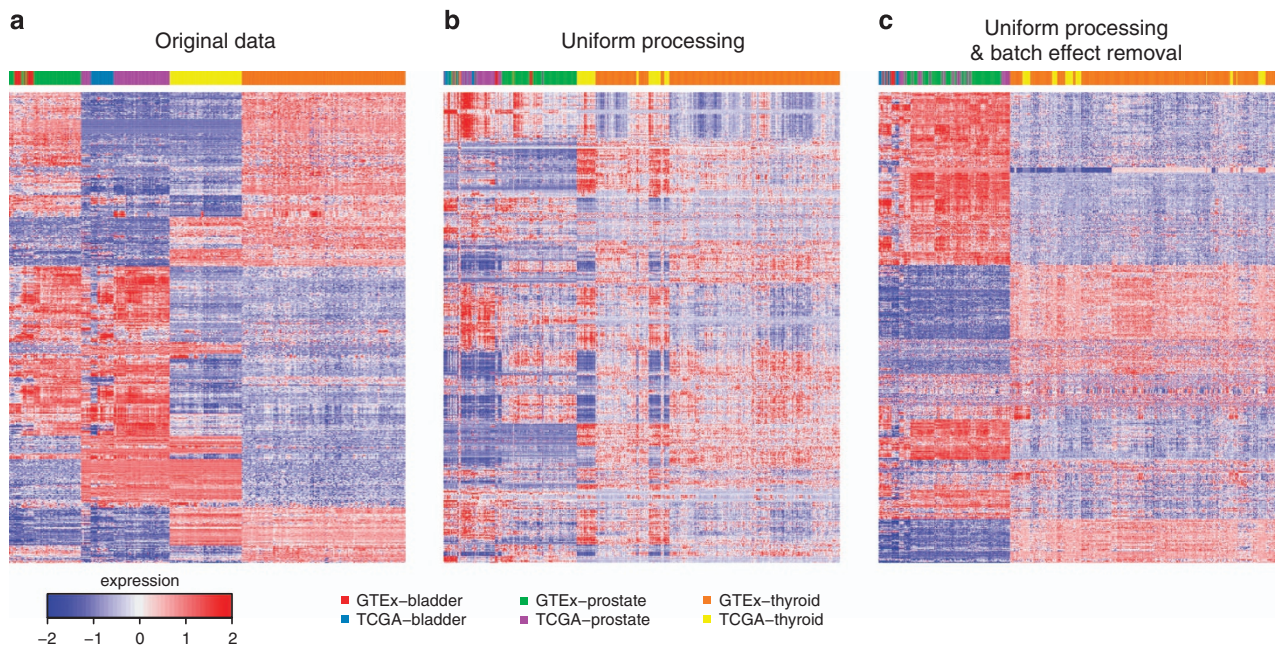 a
Original data
b
Uniform processing
c
Uniform processing
& batch effect removal
expression
−2 −1 0 1 2
GTEx−bladder
TCGA−bladder
GTEx−prostate
TCGA−prostate
GTEx−thyroid
TCGA−thyroid